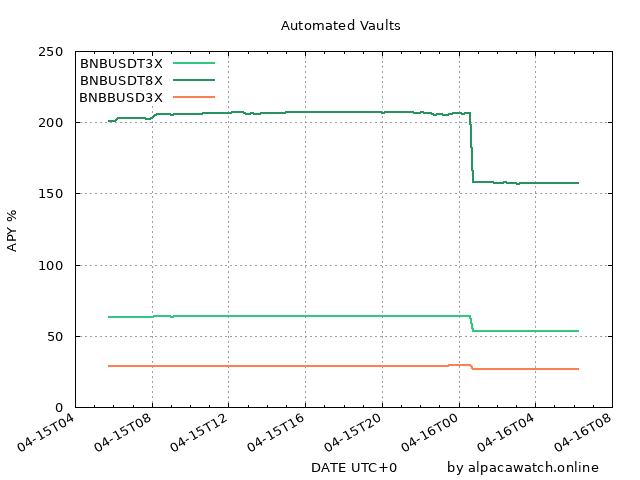 Automated Vaults
BNBUSDT3X
BNBUSDT8X
BNBBUSD3X
APY %
250
200
150
100
50
0
04-15T04
04-15T08
04-15T12
04-15T16
04-15T20
04-16T00
04-16T04
04-16T08
DATE UTC+0
by alpacawatch.online